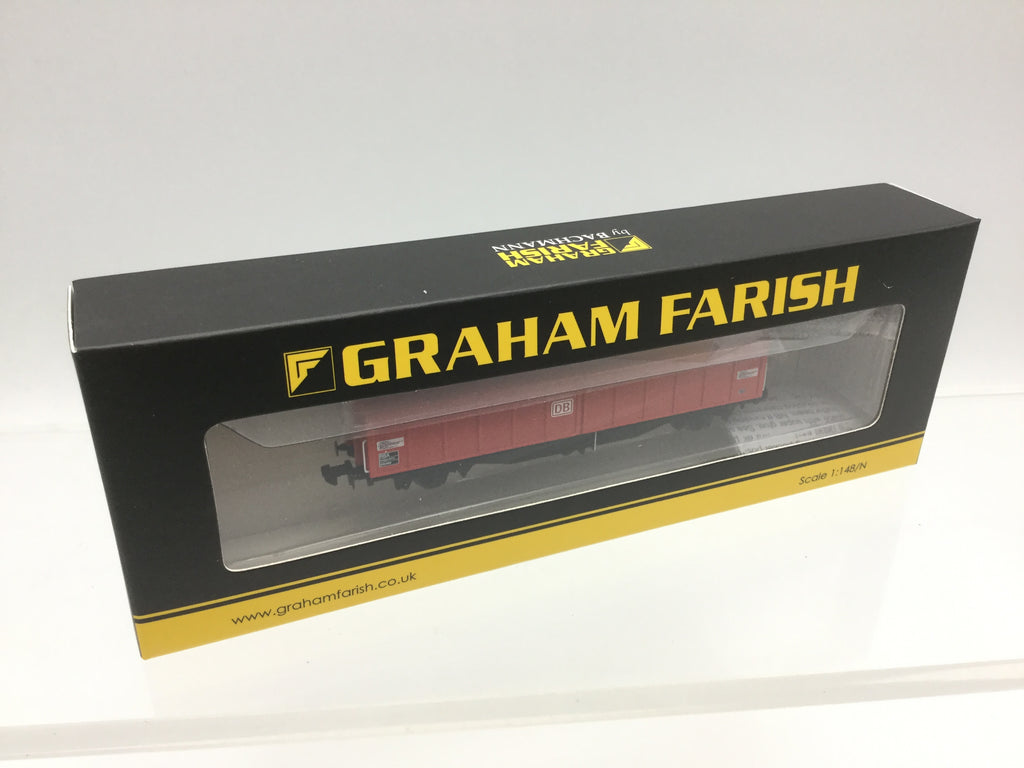 GRAHAM
FARISH
by BACHMANN
GRAHAM FARISH
DB
Scale 1:148/N
www.grahamfarish.co.uk